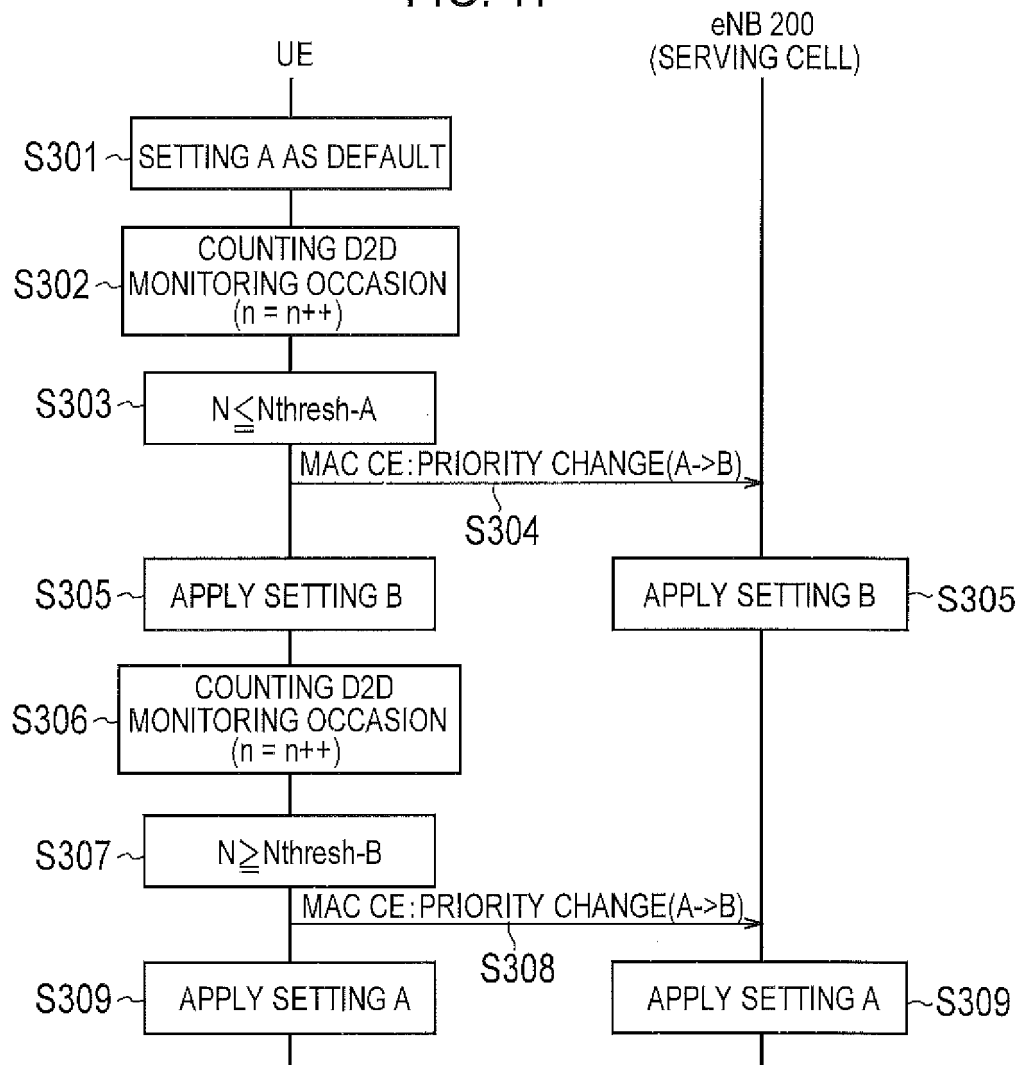 UE
eNB 200
(SERVING CELL)
S301
SETTING A AS DEFAULT
S302
COUNTING D2D
MONITORING OCCASION
(n = n++)
S303
N≦Nthresh-A
MAC CE:PRIORITY CHANGE(A->B)
S304
S305
APPLY SETTING B
APPLY SETTING B
S305
S306
COUNTING D2D
MONITORING OCCASION
(n = n++)
S307
N≧Nthresh-B
MAC CE:PRIORITY CHANGE(A->B)
S308
S309
APPLY SETTING A
APPLY SETTING A
S309